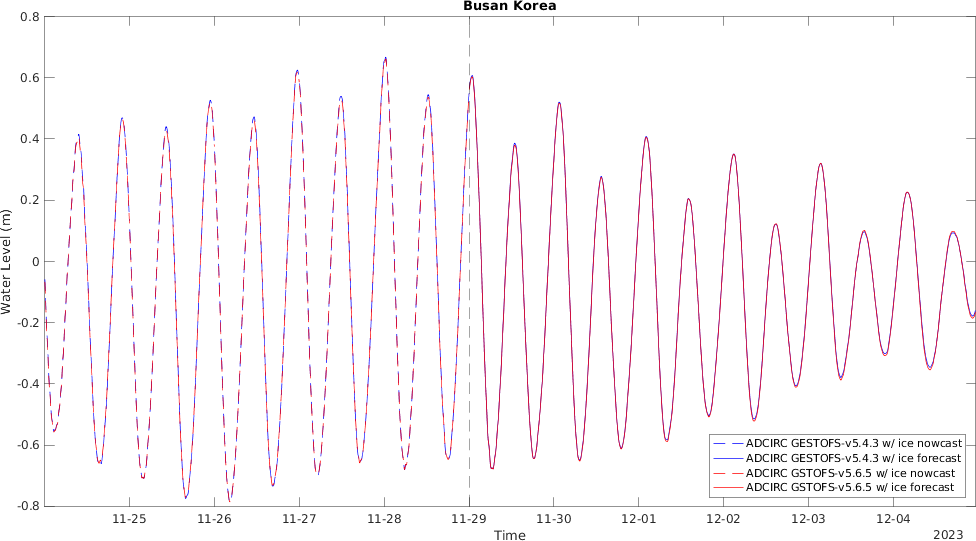 Busan Korea
0.8
0.6
0.4
0.2
0
-0.2
-0.4
-0.6
-0.8
Water Level (m)
11-25 11-26 11-27 11-28 11-29 11-30 12-01 12-02 12-03 12-04
Time
2023
ADCIRC GESTOFS-v5.4.3 w/ ice nowcast
ADCIRC GESTOFS-v5.4.3 w/ ice forecast
ADCIRC GSTOFS-v5.6.5 w/ ice nowcast
ADCIRC GSTOFS-v5.6.5 w/ ice forecast